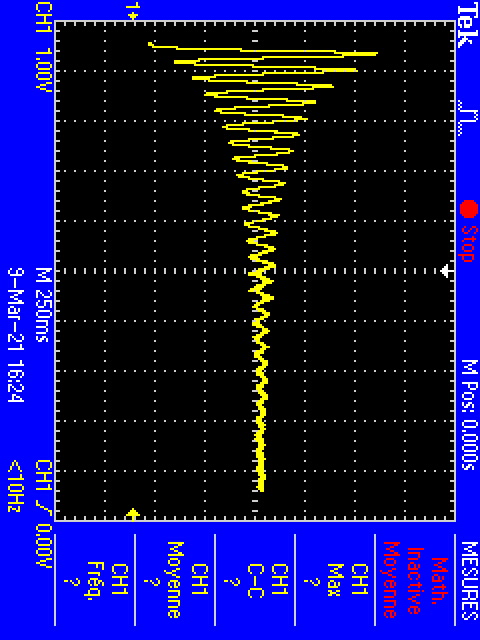 Tek
Stop
M Pos: 0.000s
MESURES
Math.
Inactive
Moyenne
CH1
Max
?
CH1
C-C
?
CH1
Moyenne
?
CH1
Fréq.
?
1
CH1 1.00V
M 250ms
CH1 / 0.00V
9-Mar-21 16:24
<10Hz